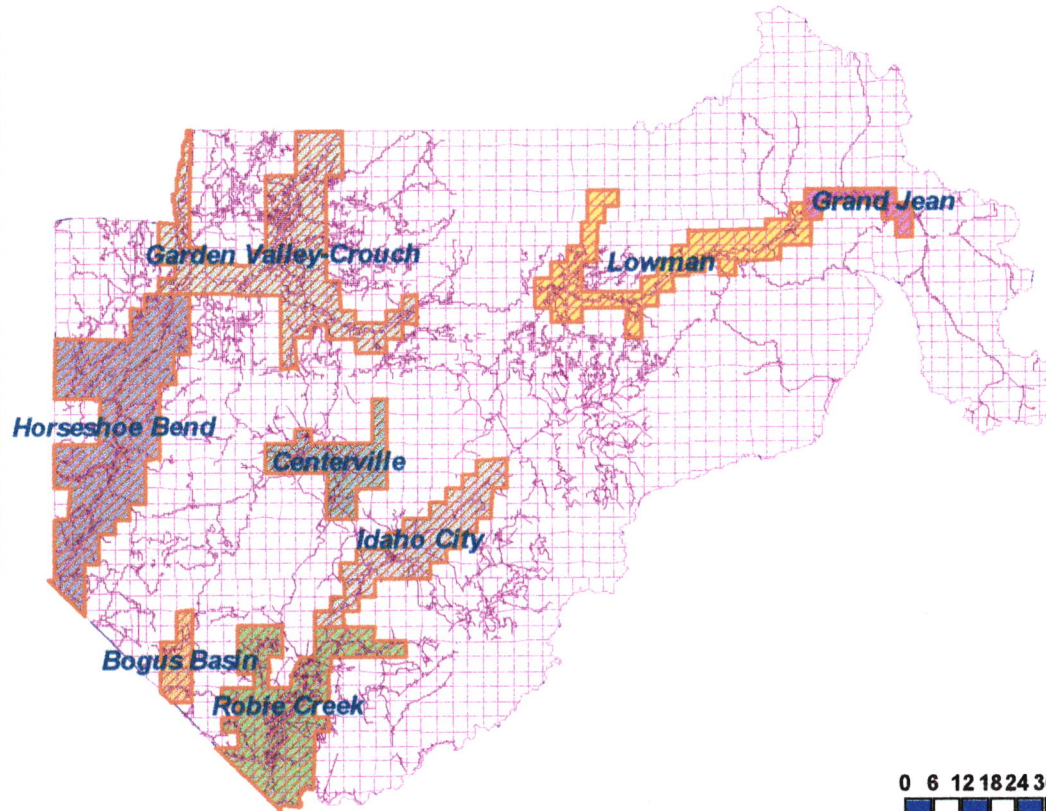 Grand Jean
Garden Valley-Crouch
Lowman
Horseshoe Bend
Centerville
Idaho City
Bogus Basin
Robie Creek
0 6 12 18 24